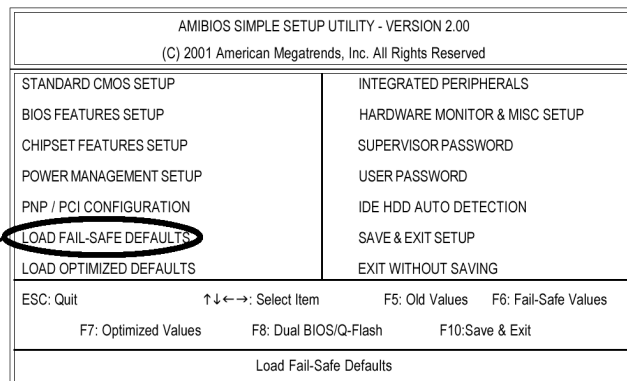 AMIBIOS SIMPLE SETUP UTILITY - VERSION 2.00
(C) 2001 American Megatrends, Inc. All Rights Reserved
STANDARD CMOS SETUP
BIOS FEATURES SETUP
CHIPSET FEATURES SETUP
POWER MANAGEMENT SETUP
PNP / PCI CONFIGURATION
LOAD FAIL-SAFE DEFAULTS
LOAD OPTIMIZED DEFAULTS
INTEGRATED PERIPHERALS
HARDWARE MONITOR & MISC SETUP
SUPERVISOR PASSWORD
USER PASSWORD
IDE HDD AUTO DETECTION
SAVE & EXIT SETUP
EXIT WITHOUT SAVING
ESC: Quit ↑↓←→: Select Item F5: Old Values F6: Fail-Safe Values
F7: Optimized Values F8: Dual BIOS/Q-Flash F10:Save & Exit
Load Fail-Safe Defaults